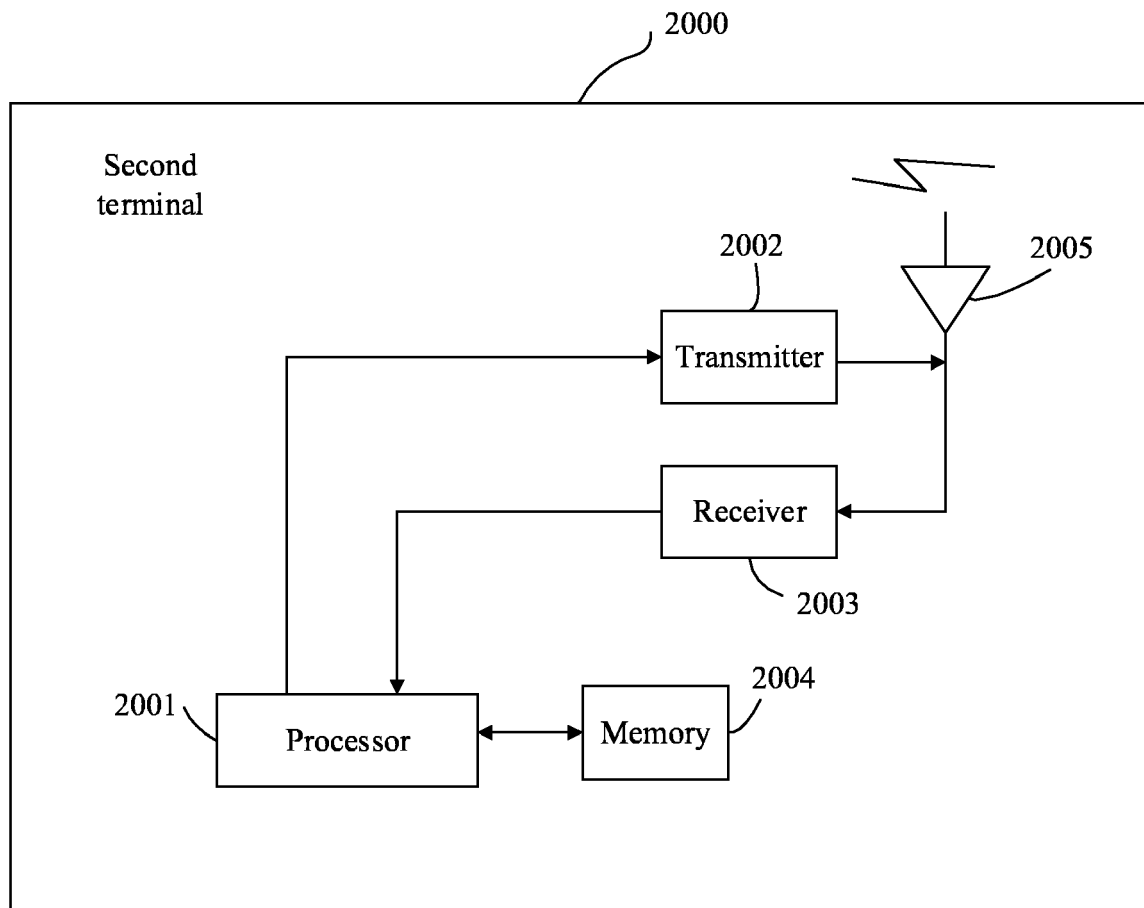 2000
Second
terminal
2002
2005
Transmitter
Receiver
2003
2001
2004
Processor
Memory